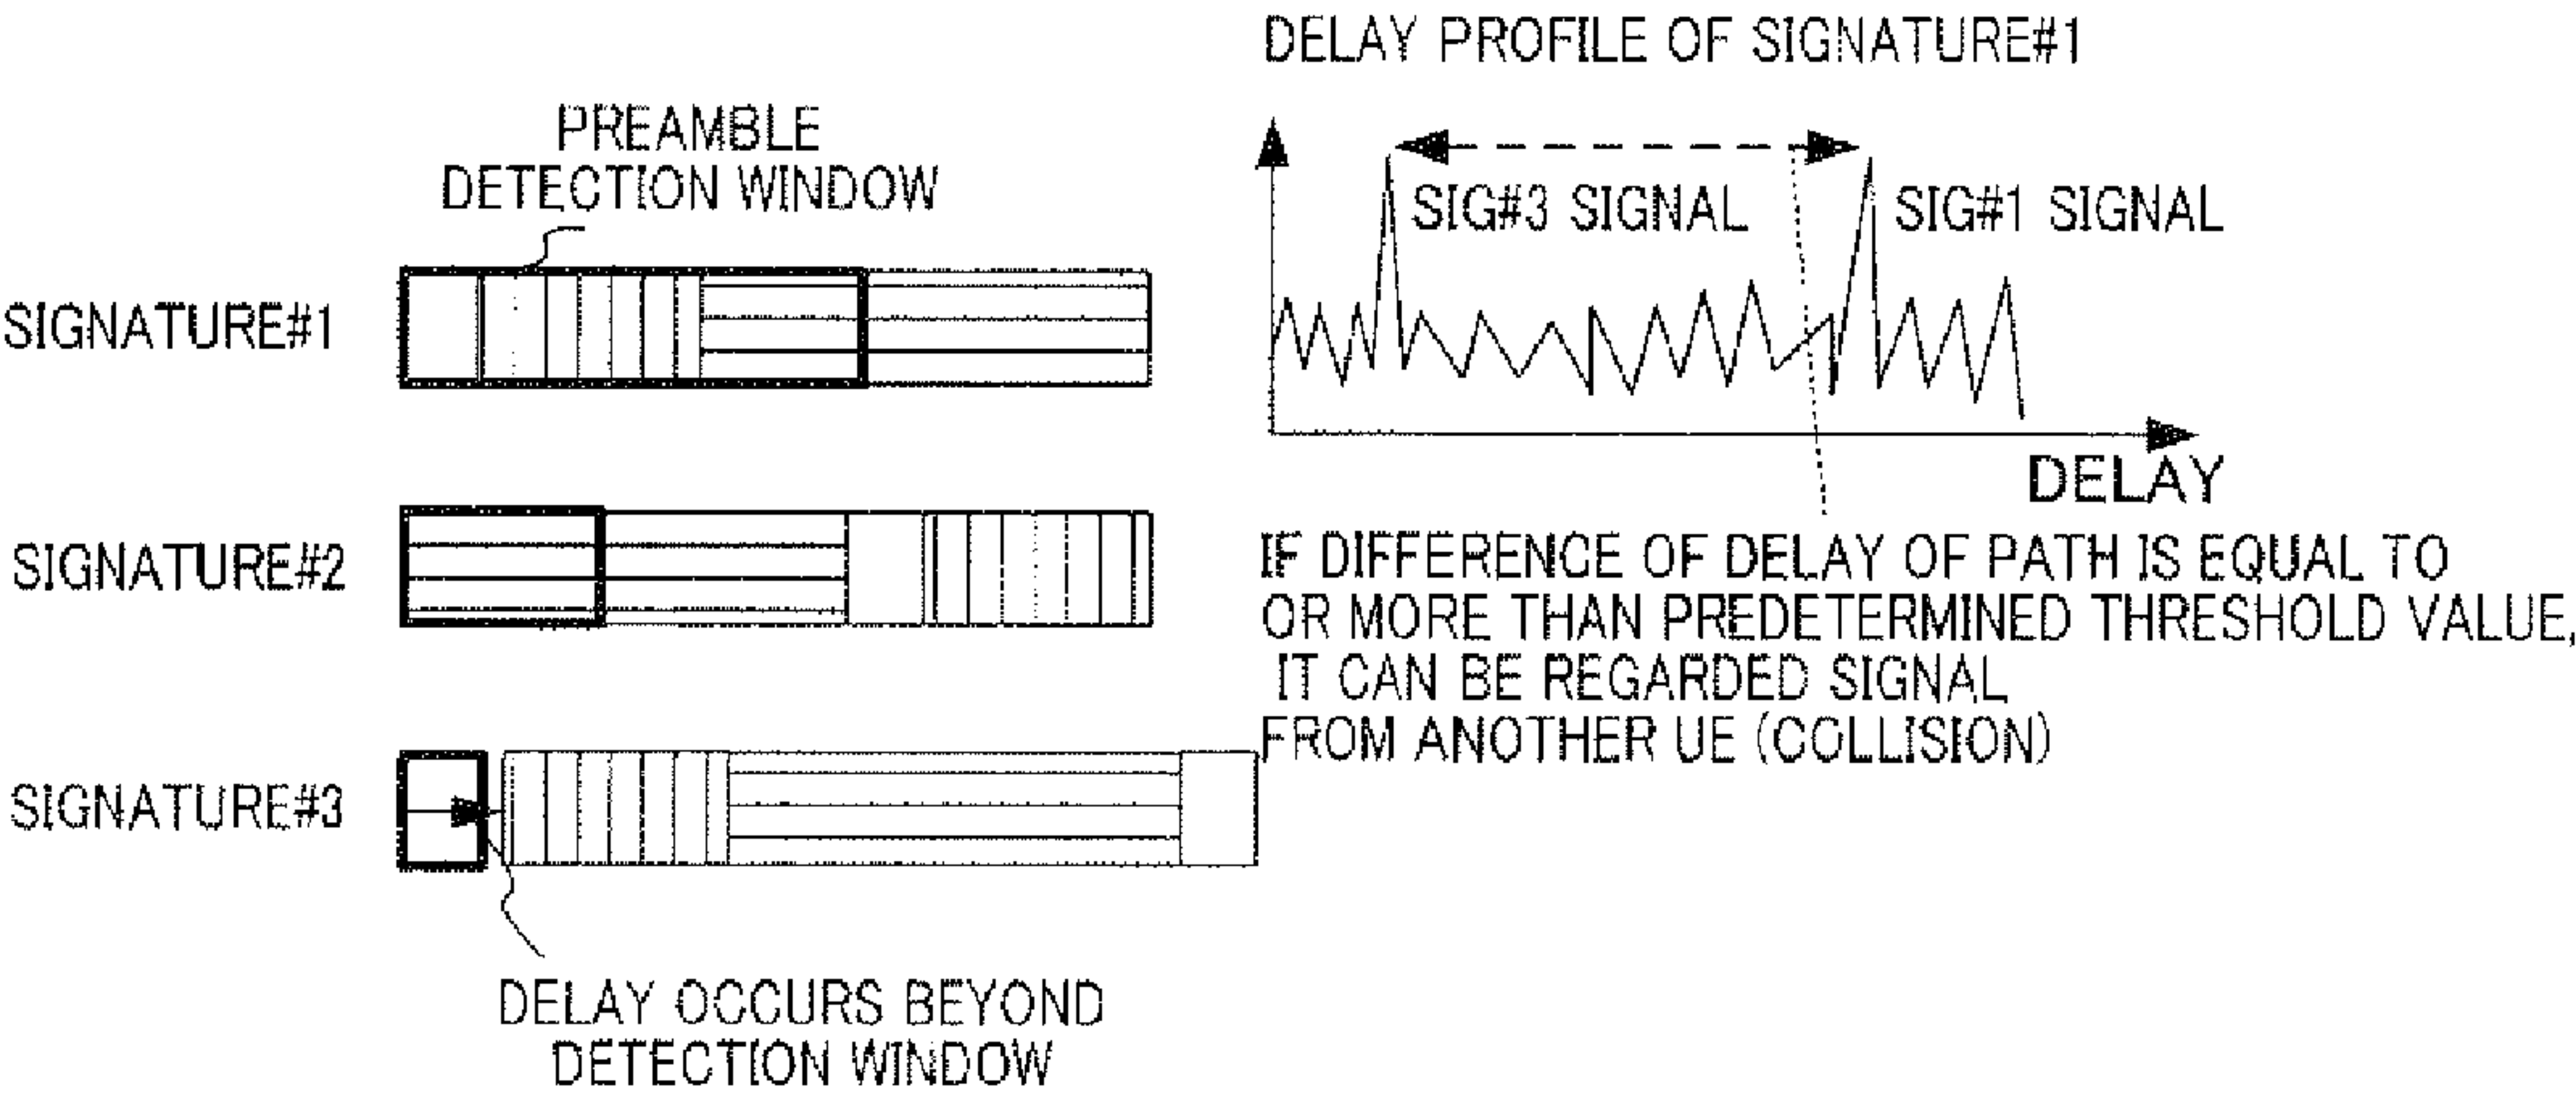 DELAY PROFILE OF SIGNATURE#1
PREAMBLE
DETECTION WINDOW
SIG#3 SIGNAL
SIG#1 SIGNAL
SIGNATURE#1
DELAY
SIGNATURE#2
IF DIFFERENCE OF DELAY OF PATH IS EQUAL TO
OR MORE THAN PREDETERMINED THRESHOLD VALUE,
IT CAN BE REGARDED SIGNAL
FROM ANOTHER UE (COLLISION)
SIGNATURE#3
DELAY OCCURS BEYOND
DETECTION WINDOW